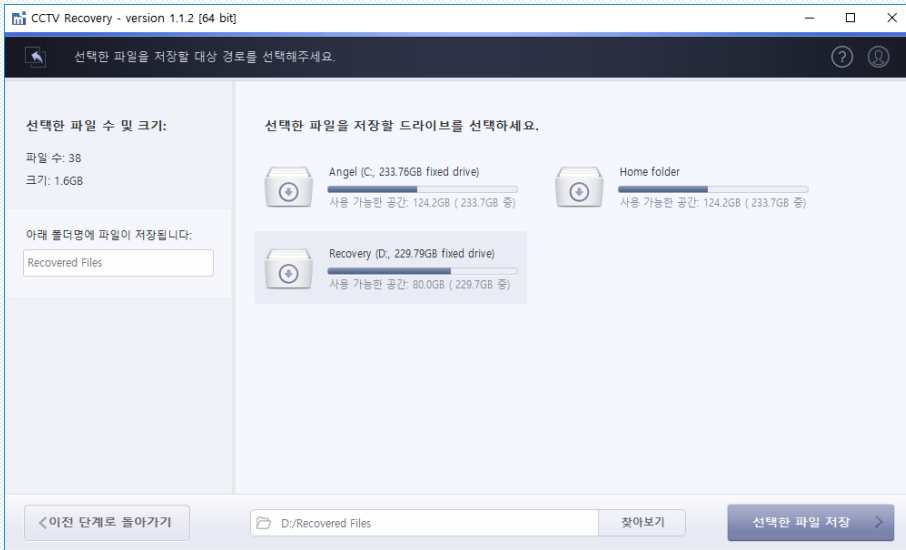 CCTV Recovery - version 1.1.2 [64 bit]
선택한 파일을 저장할 대상 경로를 선택해주세요.
선택한 파일 수 및 크기:
파일 수: 38
크기: 1.6GB
아래 폴더명에 파일이 저장됩니다:
Recovered Files
선택한 파일을 저장할 드라이브를 선택하세요.
Angel (C:, 233.76GB fixed drive)
사용 가능한 공간: 124.2GB ( 233.7GB 중)
Home folder
사용 가능한 공간: 124.2GB ( 233.7GB 중)
Recovery (D:, 229.79GB fixed drive)
사용 가능한 공간: 80.0GB ( 229.7GB 중)
이전 단계로 돌아가기
D:/Recovered Files
찾아보기
선택한 파일 저장